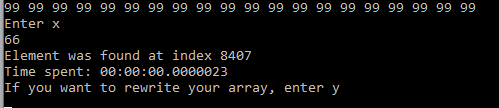 99 99 99 99 99 99 99 99 99 99 99 99 99 99 99 99 99 99 99 99
Enter x
66
Element was found at index 8407
Time spent: 00:00:00.0000023
If you want to rewrite your array, enter y